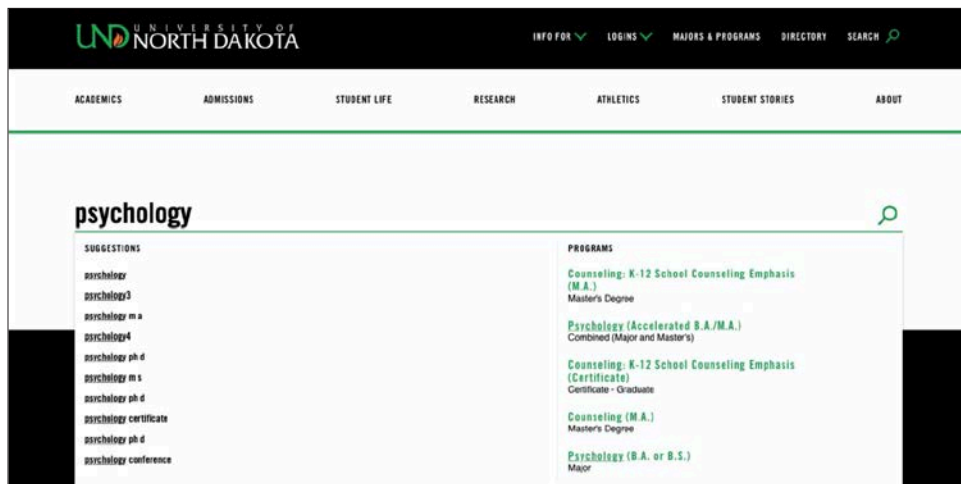 UND UNIVERSITY OF
NORTH DAKOTA
INFO FOR LOGINS MAJORS & PROGRAMS DIRECTORY SEARCH
ACADEMICS ADMISSIONS STUDENT LIFE RESEARCH ATHLETICS STUDENT STORIES ABOUT
psychology
SUGGESTIONS
psychology
psychology3
psychology m a
psychology4
psychology ph d
psychology m s
psychology ph d
psychology certificate
psychology ph d
psychology conference
PROGRAMS
Counseling: K-12 School Counseling Emphasis
(M.A.)
Master's Degree
Psychology (Accelerated B.A./M.A.)
Combined (Major and Master's)
Counseling: K-12 School Counseling Emphasis
(Certificate)
Certificate - Graduate
Counseling (M.A.)
Master's Degree
Psychology (B.A. or B.S.)
Major